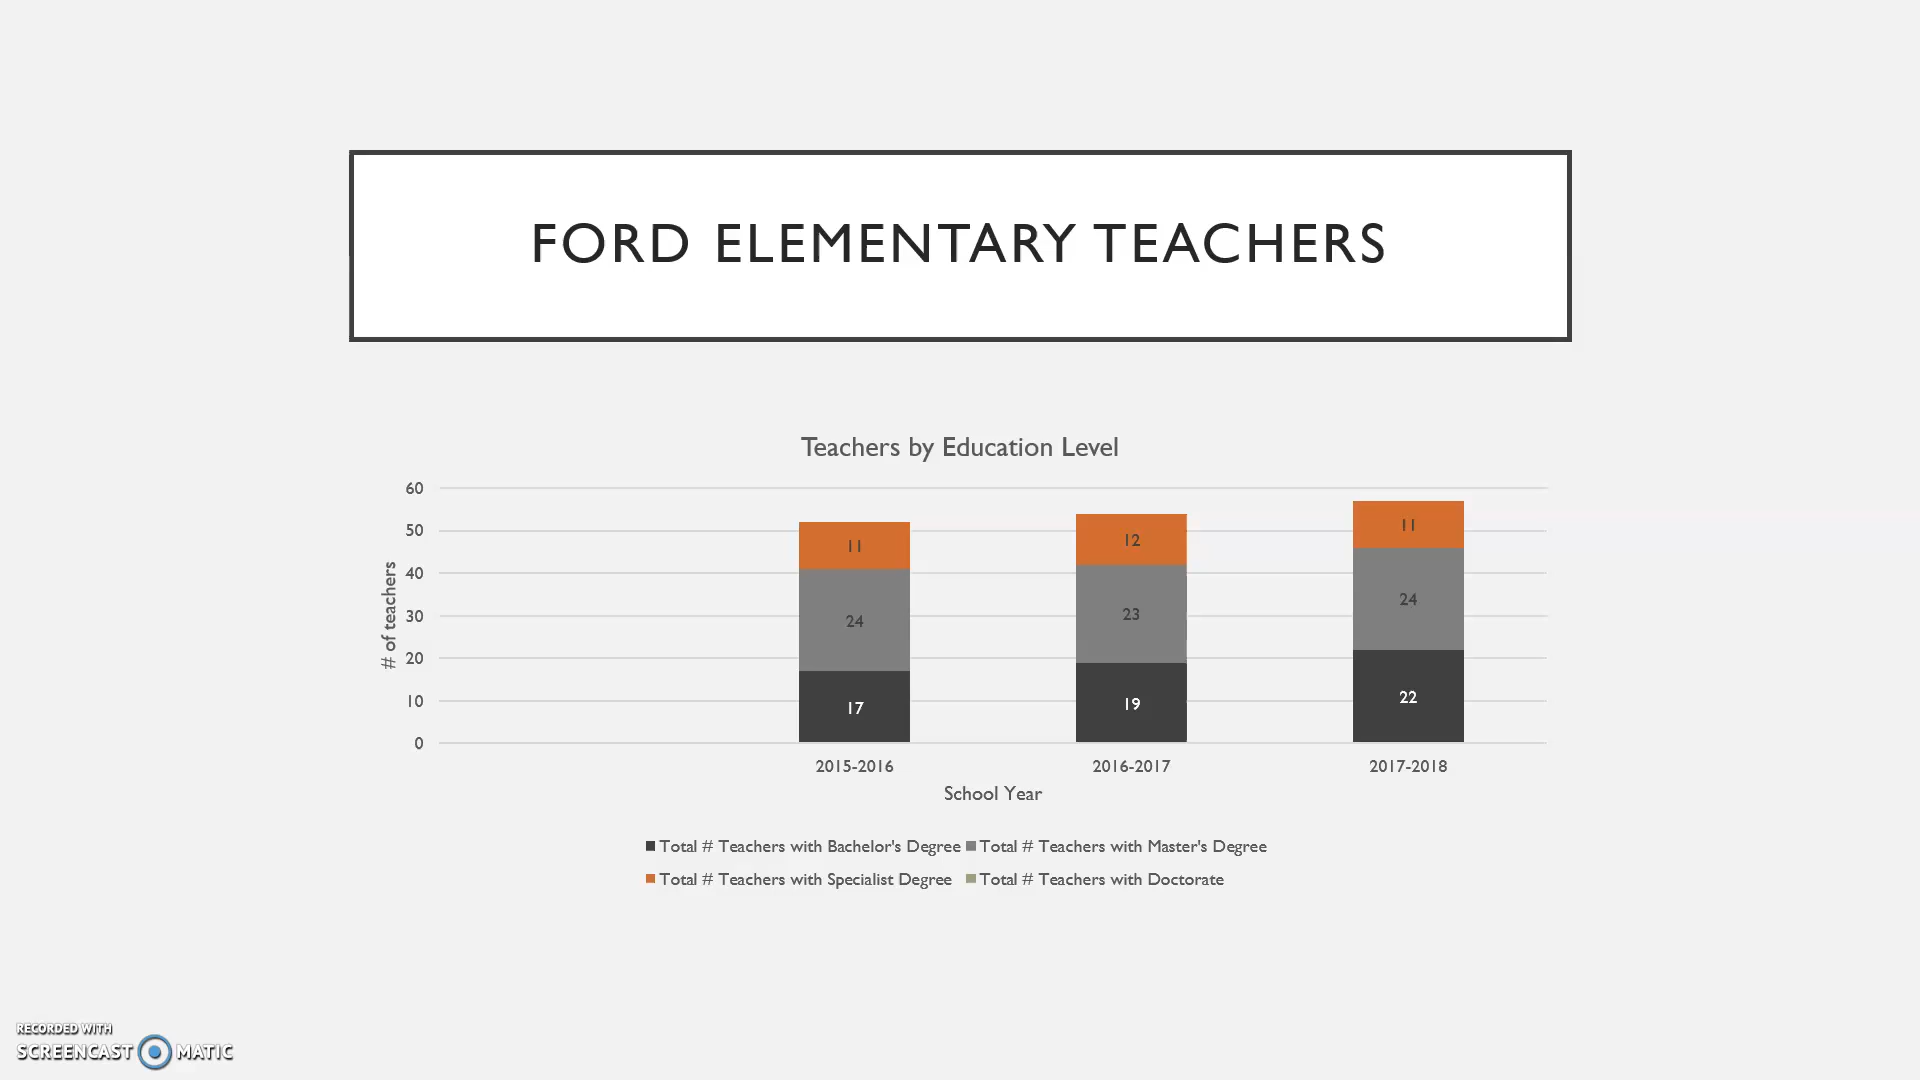 FORD ELEMENTARY TEACHERS
Teachers by Education Level
60
50
40
30
20
10
0
# of teachers
11
24
17
12
23
19
11
24
22
2015-2016
2016-2017
2017-2018
School Year
Total # Teachers with Bachelor's Degree
Total # Teachers with Master's Degree
Total # Teachers with Specialist Degree
Total # Teachers with Doctorate
RECORDED WITH
SCREENCAST MATIC